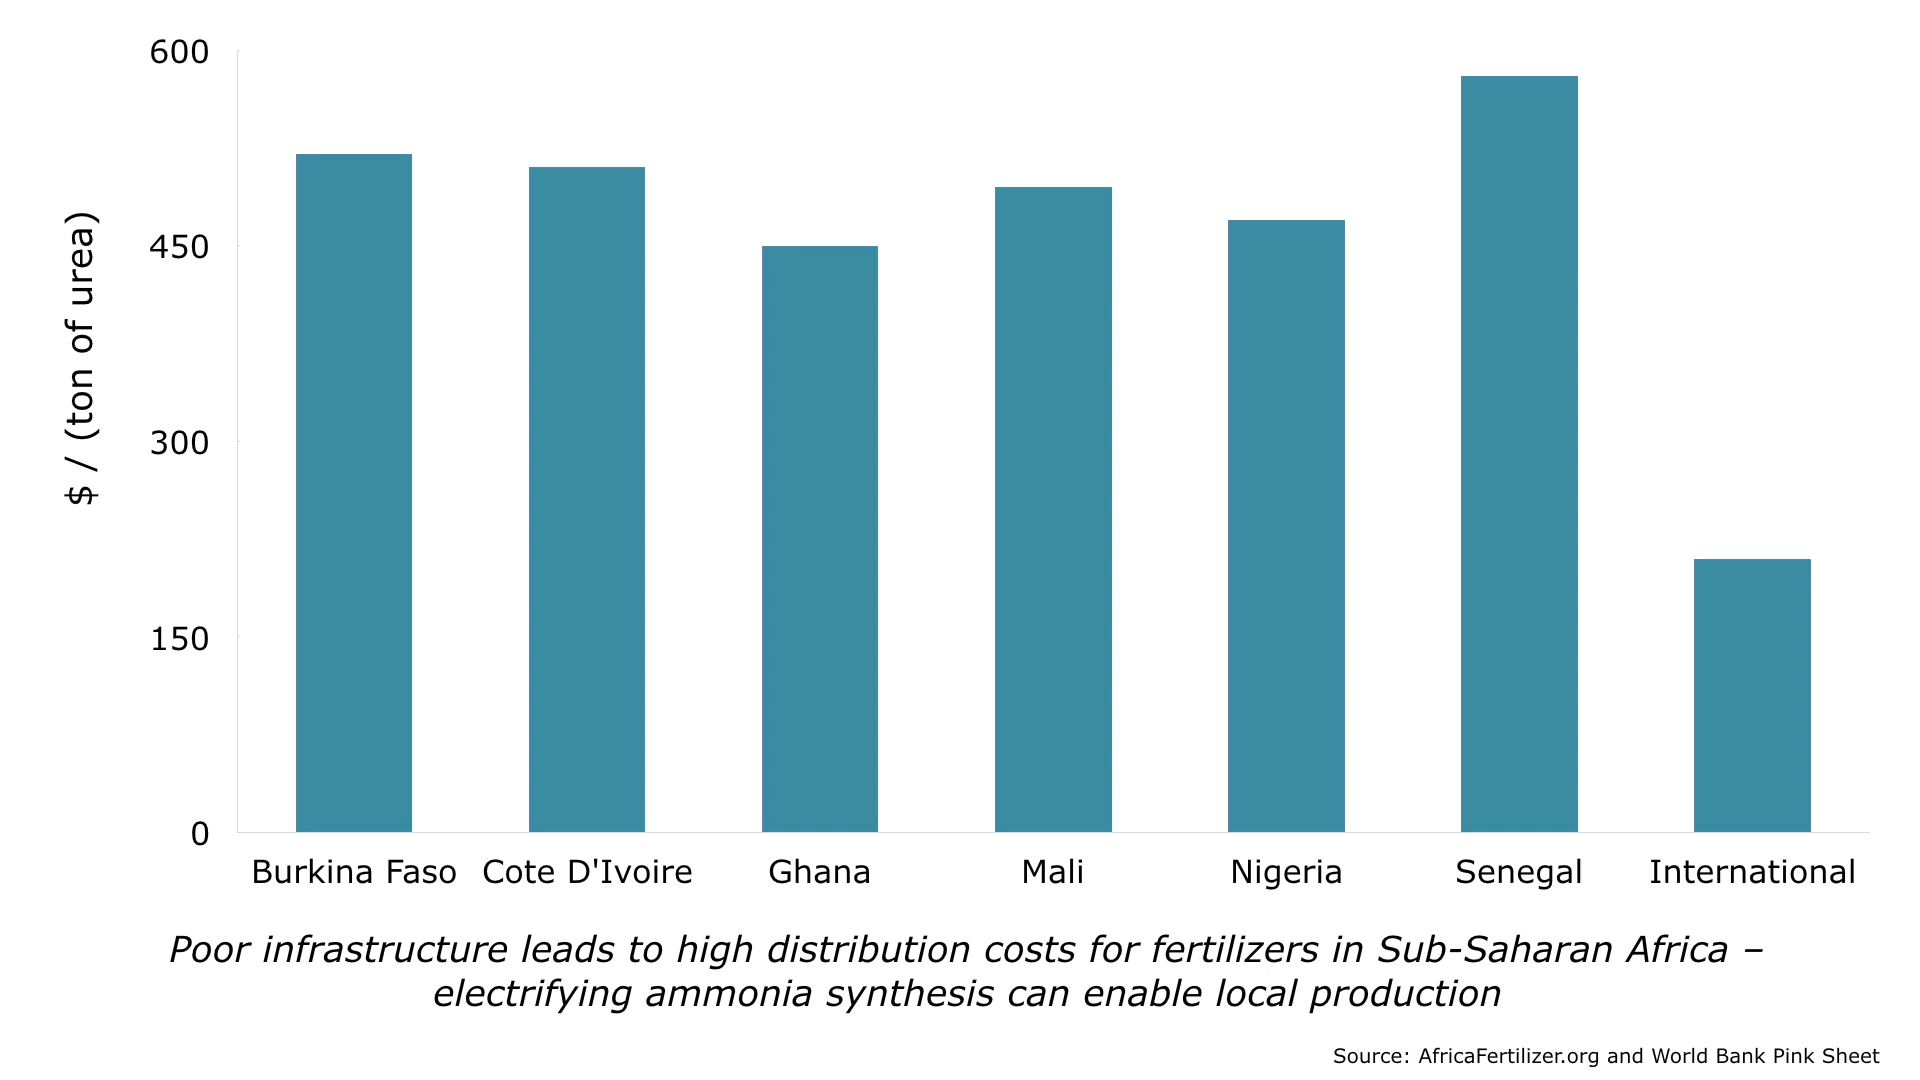 600
450
300
150
0
$ / (ton of urea)
Burkina Faso
Cote D'Ivoire
Ghana
Mali
Nigeria
Senegal
International
Poor infrastructure leads to high distribution costs for fertilizers in Sub-Saharan Africa –
electrifying ammonia synthesis can enable local production
Source: AfricaFertilizer.org and World Bank Pink Sheet